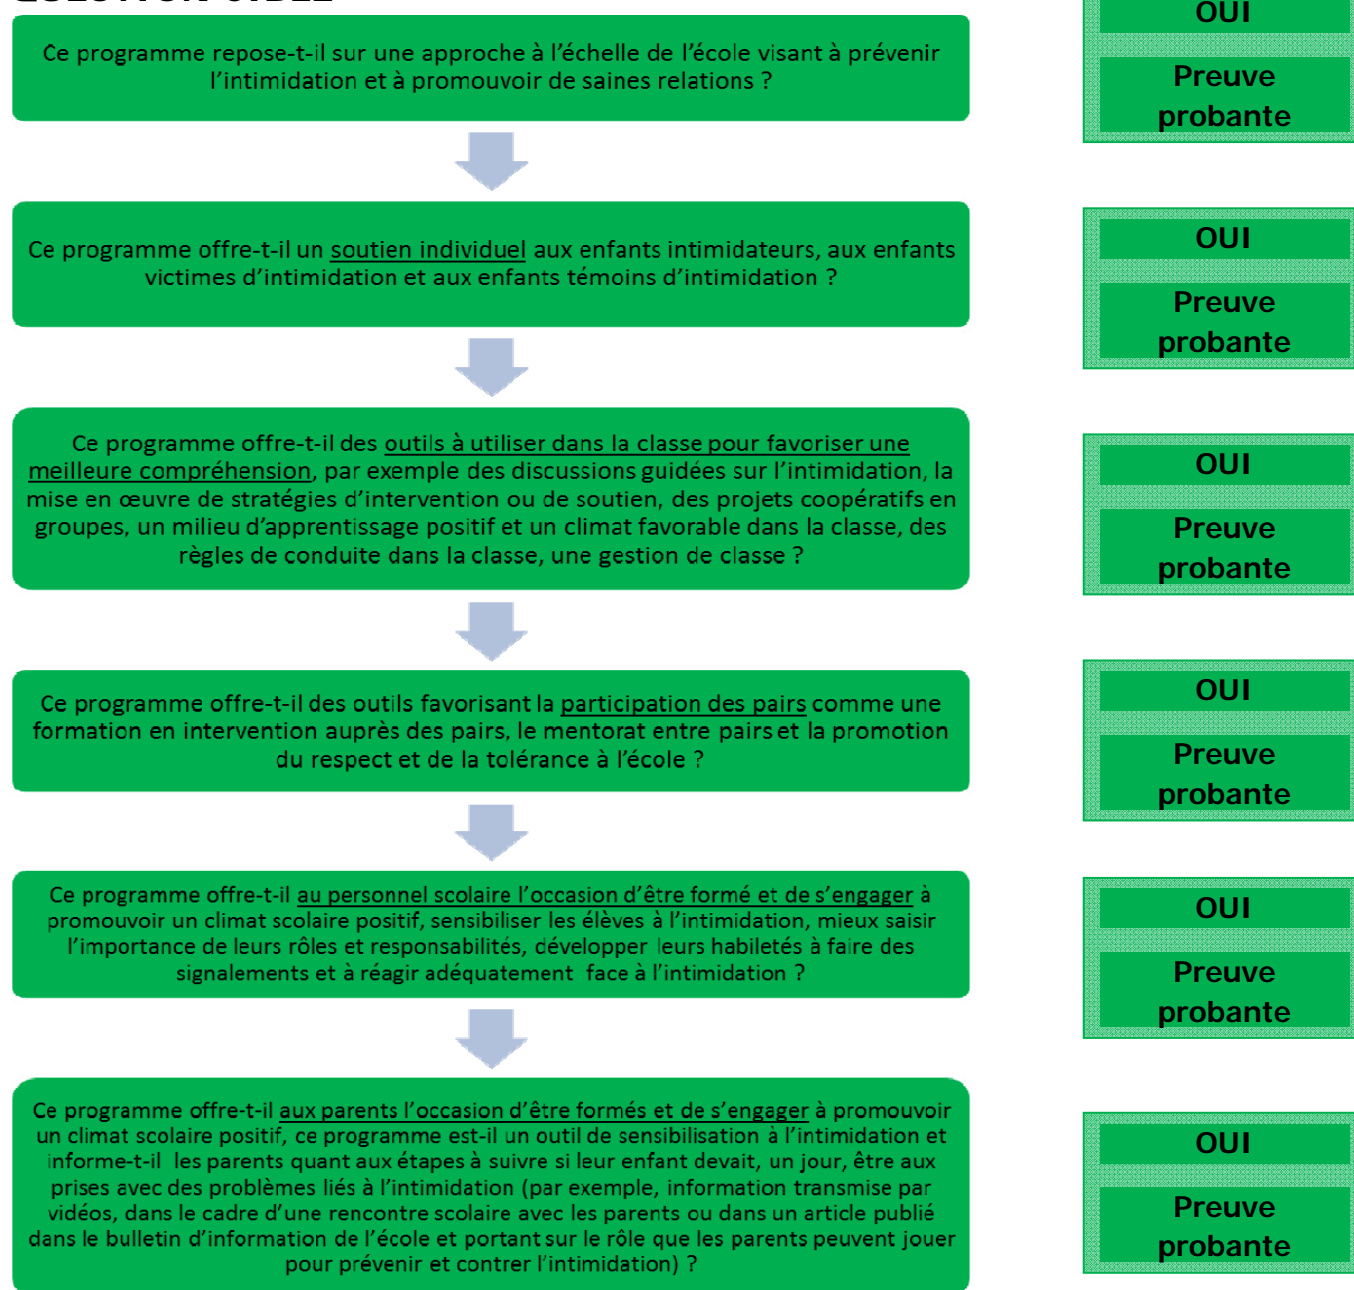 QUESTION CIBLE
OUI
Ce programme repose-t-il sur une approche à l’échelle de l’école visant à prévenir
l’intimidation et à promouvoir de saines relations ?
Preuve
probante
Ce programme offre-t-il un soutien individuel aux enfants intimidateurs, aux enfants
victimes d’intimidation et aux enfants témoins d’intimidation ?
OUI
Preuve
probante
Ce programme offre-t-il des outils à utiliser dans la classe pour favoriser une
meilleure compréhension, par exemple des discussions guidées sur l’intimidation, la
mise en œuvre de stratégies d’intervention ou de soutien, des projets coopératifs en
groupes, un milieu d’apprentissage positif et un climat favorable dans la classe, des
règles de conduite dans la classe, une gestion de classe ?
OUI
Preuve
probante
Ce programme offre-t-il des outils favorisant la participation des pairs comme une
formation en intervention auprès des pairs, le mentorat entre pairs et la promotion
du respect et de la tolérance à l’école ?
OUI
Preuve
probante
Ce programme offre-t-il au personnel scolaire l’occasion d’être formé et de s’engager à
promouvoir un climat scolaire positif, sensibiliser les élèves à l’intimidation, mieux saisir
l’importance de leurs rôles et responsabilités, développer leurs habiletés à faire des
signalements et à réagir adéquatement face à l’intimidation ?
OUI
Preuve
probante
Ce programme offre-t-il aux parents l’occasion d’être formés et de s’engager à promouvoir
un climat scolaire positif, ce programme est-il un outil de sensibilisation à l’intimidation et
informe-t-il les parents quant aux étapes à suivre si leur enfant devait, un jour, être aux
prises avec des problèmes liés à l’intimidation (par exemple, information transmise par
vidéos, dans le cadre d’une rencontre scolaire avec les parents ou dans un article publié
dans le bulletin d’information de l’école et portant sur le rôle que les parents peuvent jouer
pour prévenir et contrer l’intimidation) ?
OUI
Preuve
probante